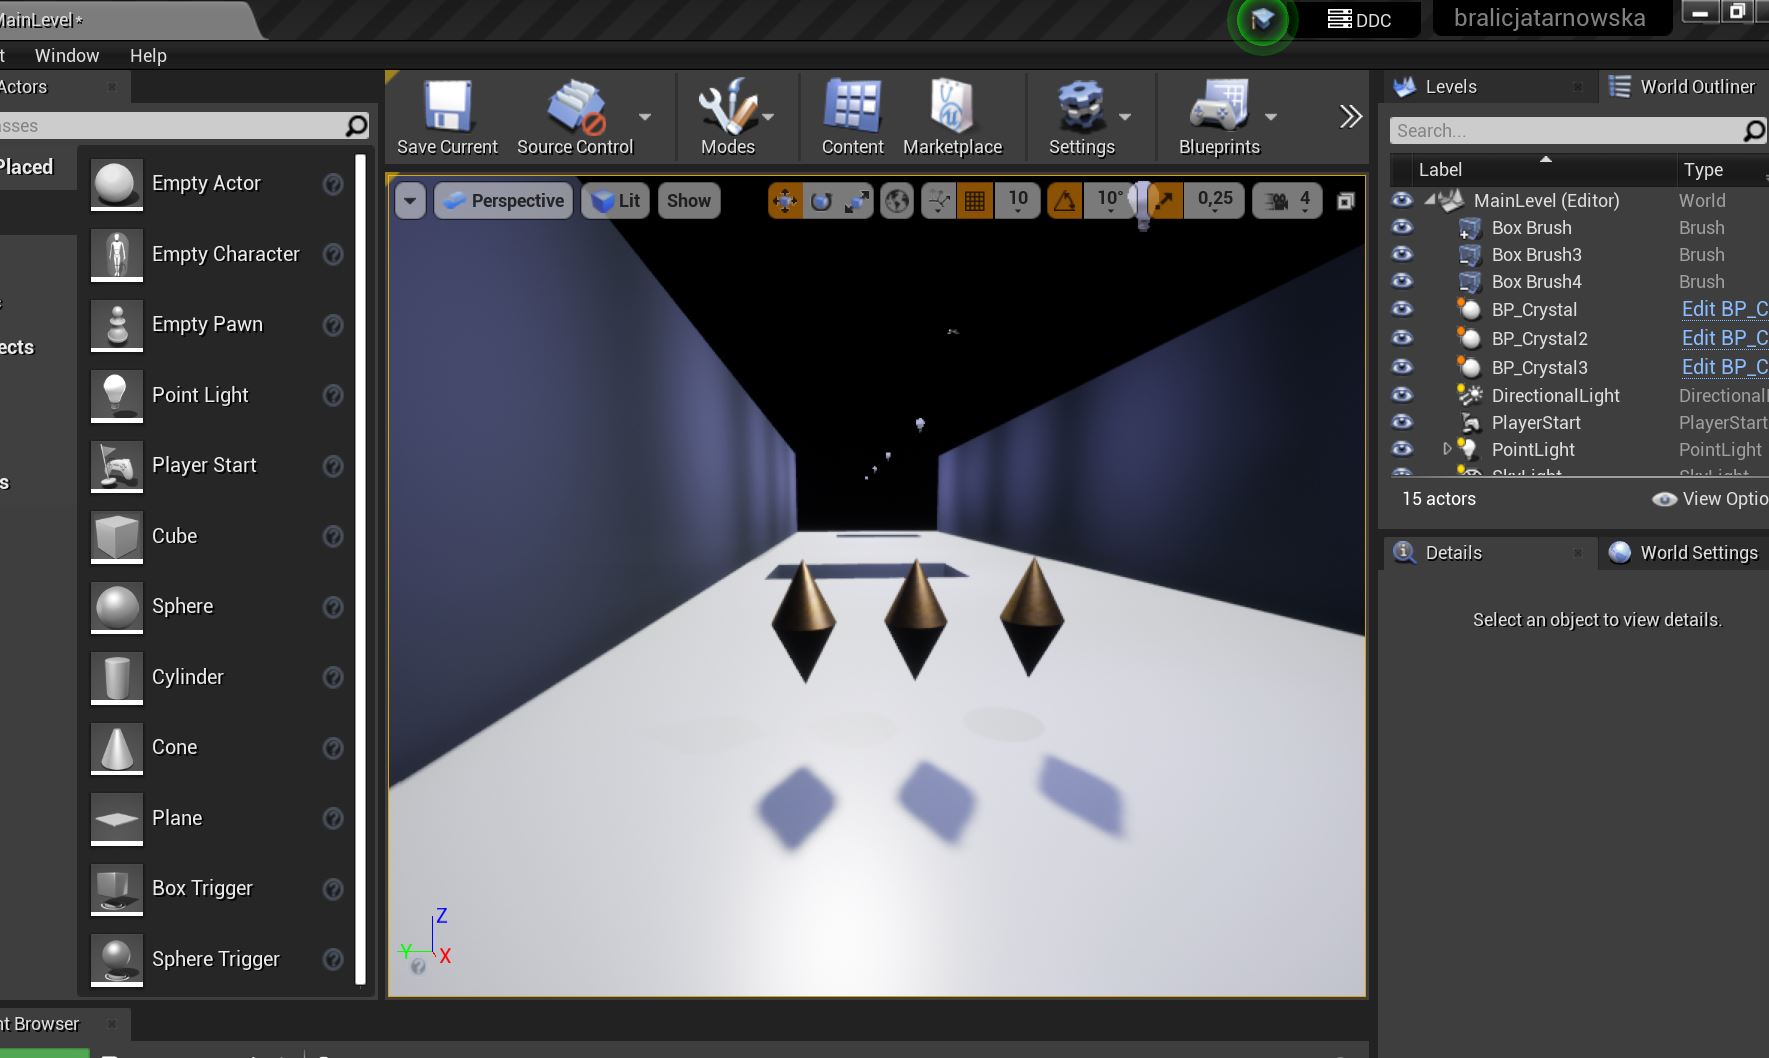 MainLevel*
DDC
bralicjatarnowska
Window
Help
Actors
Save Current
Source Control
Modes
Content
Marketplace
Settings
Blueprints
Levels
World Outliner
Search...
Label
Type
Placed
Empty Actor
Empty Character
Empty Pawn
Point Light
Player Start
Cube
Sphere
Cylinder
Cone
Plane
Box Trigger
Sphere Trigger
Perspective
Lit
Show
10
10°
0,25
4
MainLevel (Editor)
World
Box Brush
Brush
Box Brush3
Brush
Box Brush4
Brush
BP_Crystal
Edit BP_C
BP_Crystal2
Edit BP_C
BP_Crystal3
Edit BP_C
DirectionalLight
Directional
PlayerStart
PlayerStart
PointLight
PointLight
SkyLight
SkyLight
15 actors
View Optio
Details
World Settings
Select an object to view details.
Z
Y
X
Browser